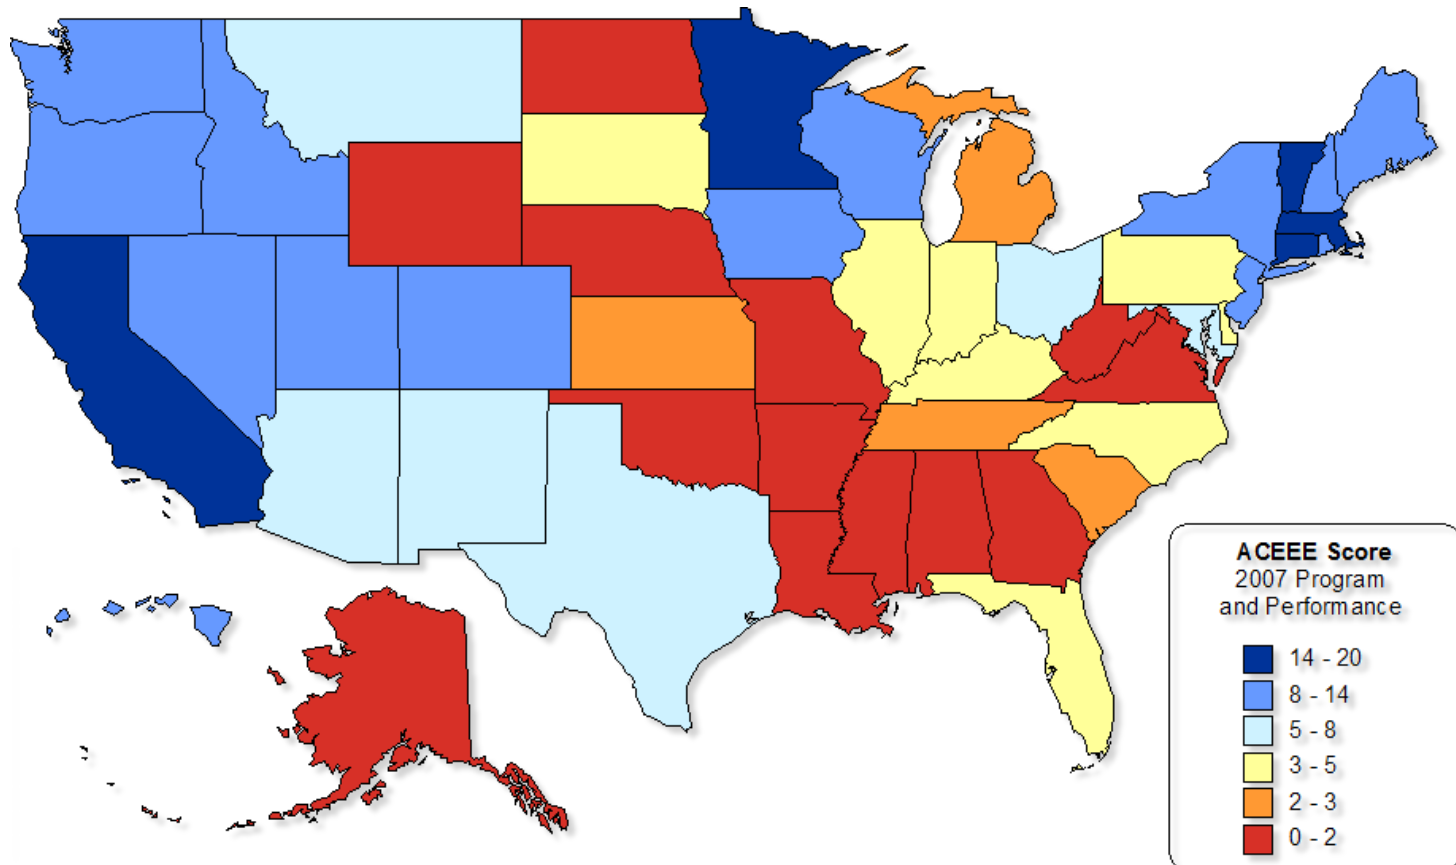 ACEEE Score
2007 Program
and Performance
14 - 20
8 - 14
5 - 8
3 - 5
2 - 3
0 - 2